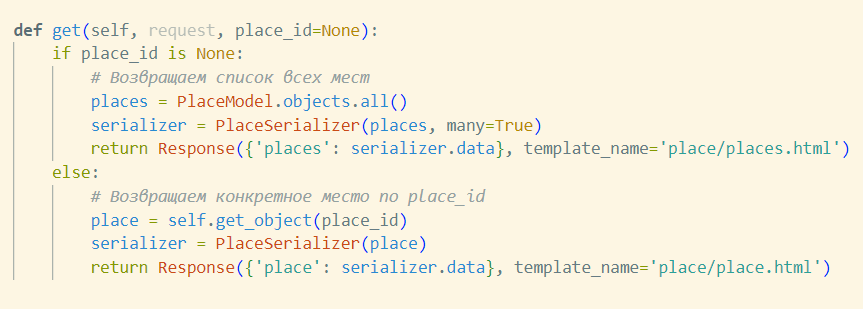 def get(self, request, place_id=None):
    if place_id is None:
        # Возвращаем список всех мест
        places = PlaceModel.objects.all()
        serializer = PlaceSerializer(places, many=True)
        return Response({'places': serializer.data}, template_name='place/places.html')
    else:
        # Возвращаем конкретное место по place_id
        place = self.get_object(place_id)
        serializer = PlaceSerializer(place)
        return Response({'place': serializer.data}, template_name='place/place.html')